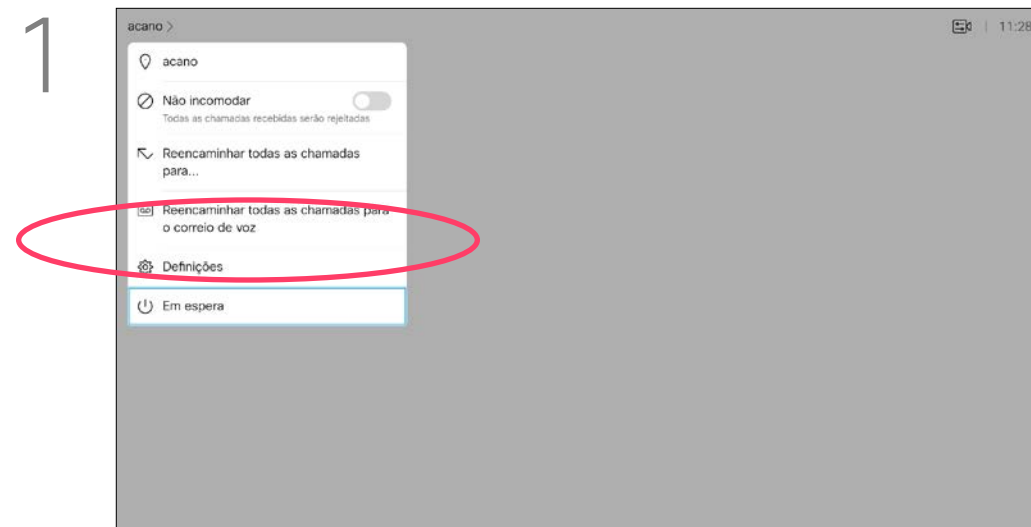 1
acano >
11:28
acano
Não incomodar
Todas as chamadas recebidas serão rejeitadas
Reencaminhar todas as chamadas
para...
Reencaminhar todas as chamadas para
o correio de voz
Definições
Em espera